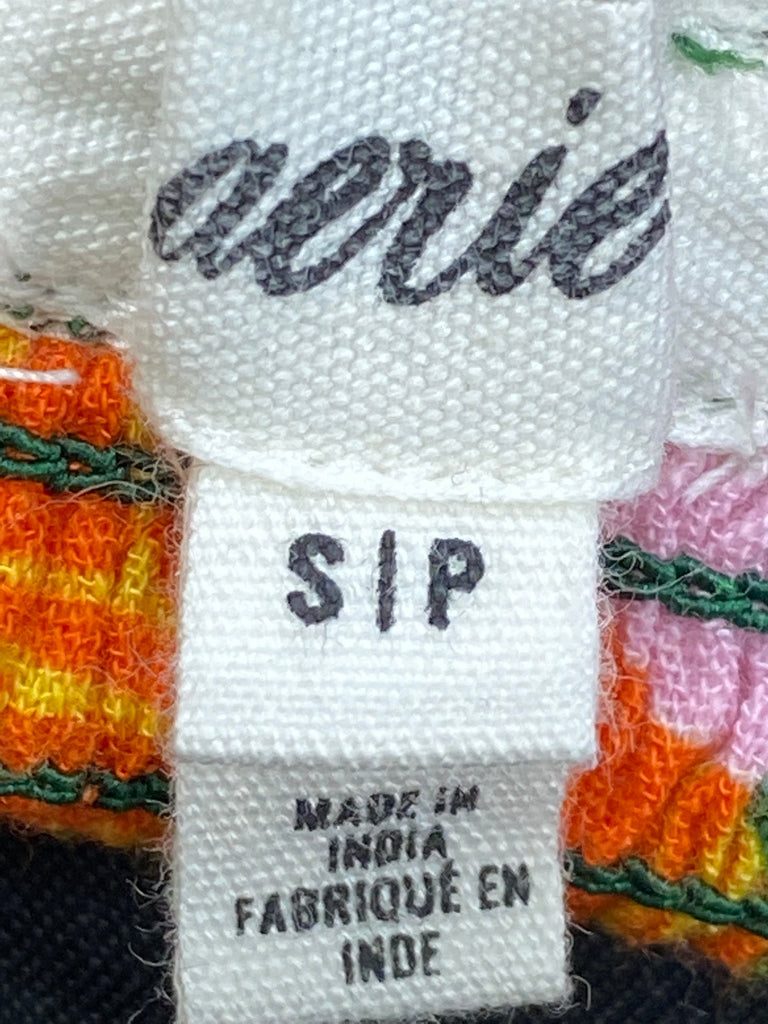 aerie
S|P
MADE IN
INDIA
FABRIQUÉ EN
INDE